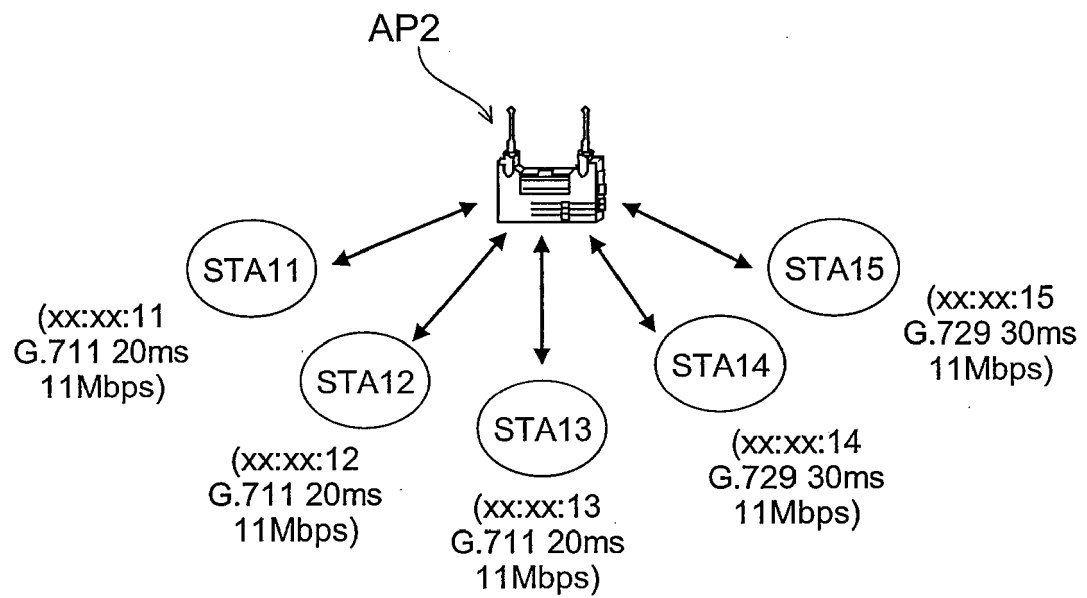 AP2
STA11
(xx:xx:11
G.711 20ms
11Mbps)
STA12
(xx:xx:12
G.711 20ms
11Mbps)
STA13
(xx:xx:13
G.711 20ms
11Mbps)
STA14
(xx:xx:14
G.729 30ms
11Mbps)
STA15
(xx:xx:15
G.729 30ms
11Mbps)